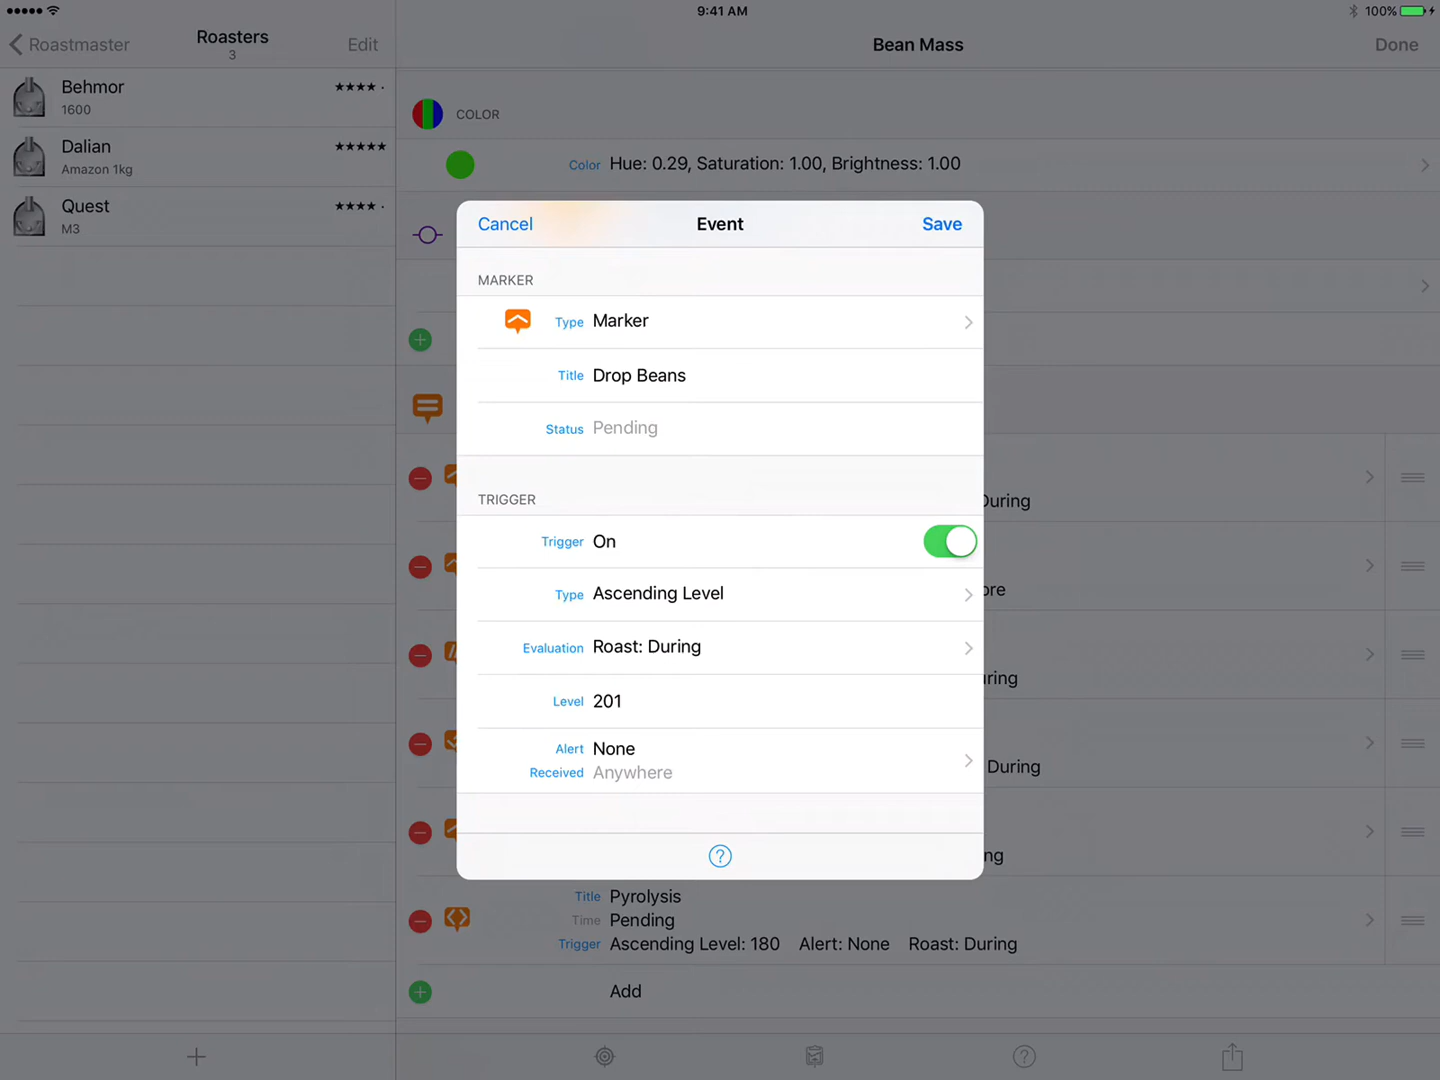 9:41 AM
100%
Roastmaster
Roasters
3
Edit
Bean Mass
Done
Behmor
1600
★★★★ ·
Dalian
Amazon 1kg
★★★★★
Quest
M3
★★★★ ·
COLOR
Color Hue: 0.29, Saturation: 1.00, Brightness: 1.00
Cancel
Event
Save
MARKER
Type Marker
Title Drop Beans
Status Pending
TRIGGER
Trigger On
Type Ascending Level
Evaluation Roast: During
Level 201
Alert None
Received Anywhere
?
During
During
Title Pyrolysis
Time Pending
Trigger Ascending Level: 180 Alert: None Roast: During
Add
?